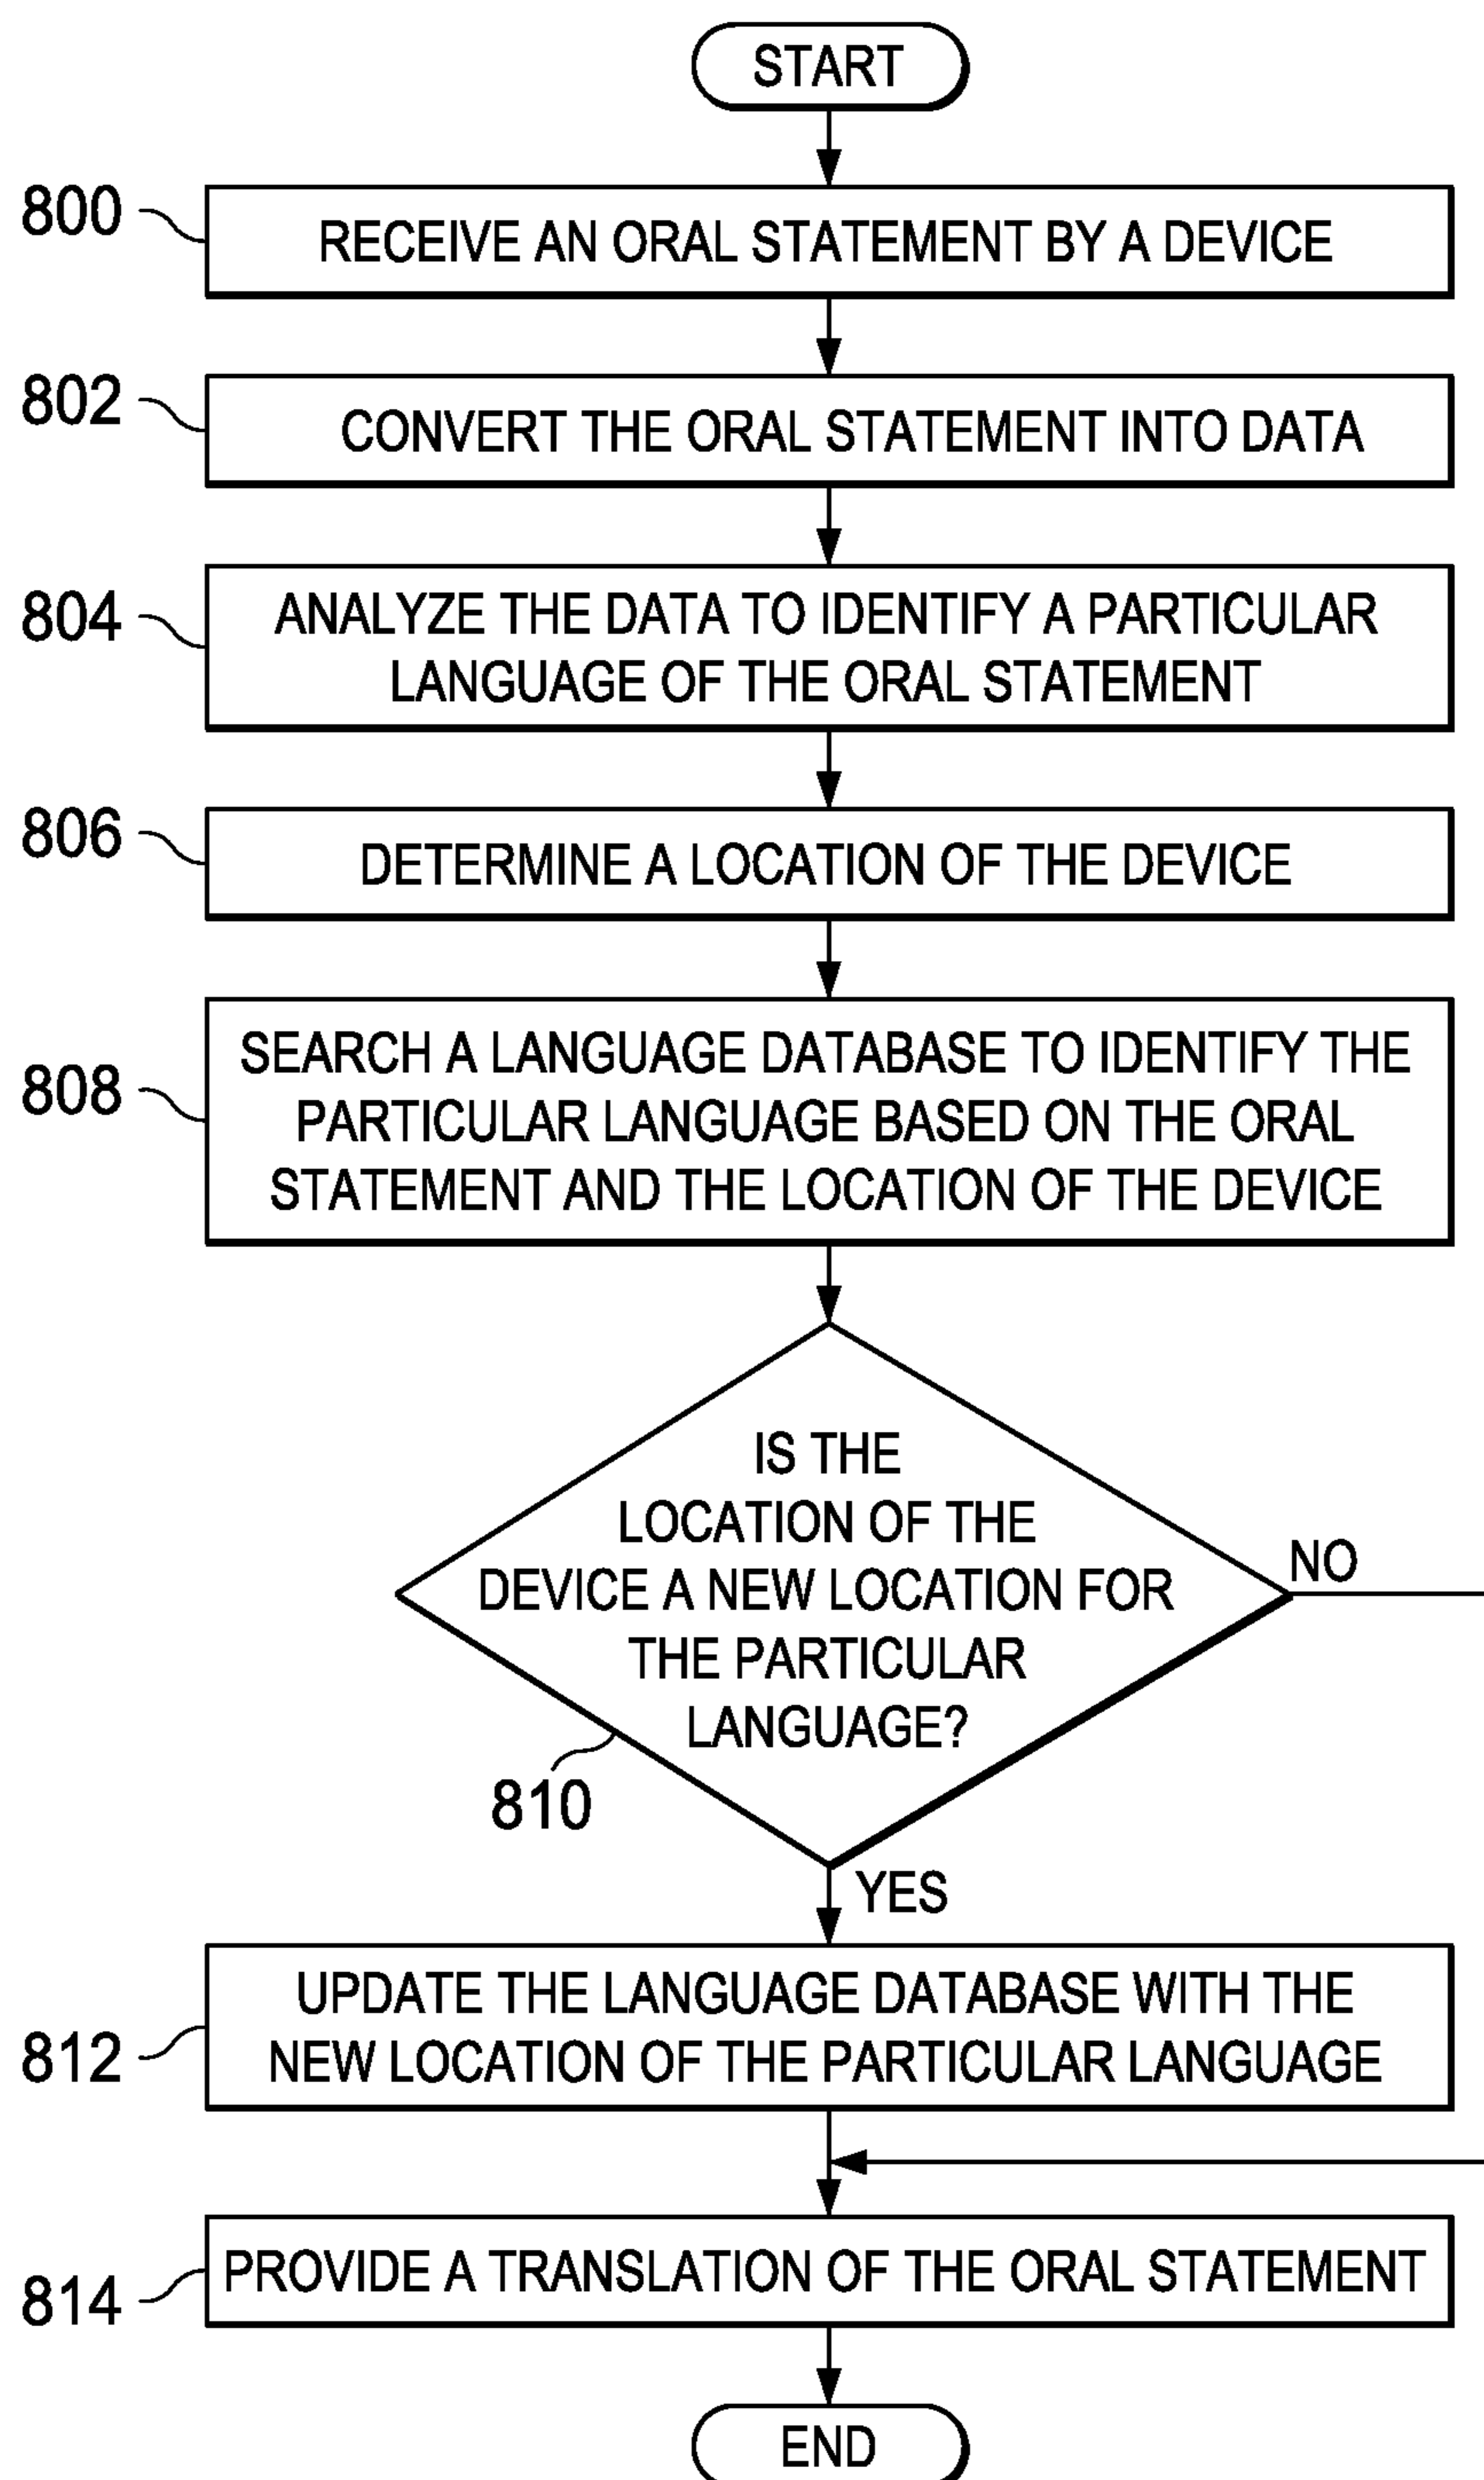 START
800
RECEIVE AN ORAL STATEMENT BY A DEVICE
802
CONVERT THE ORAL STATEMENT INTO DATA
804
ANALYZE THE DATA TO IDENTIFY A PARTICULAR
LANGUAGE OF THE ORAL STATEMENT
806
DETERMINE A LOCATION OF THE DEVICE
808
SEARCH A LANGUAGE DATABASE TO IDENTIFY THE
PARTICULAR LANGUAGE BASED ON THE ORAL
STATEMENT AND THE LOCATION OF THE DEVICE
IS THE
LOCATION OF THE
DEVICE A NEW LOCATION FOR
THE PARTICULAR
LANGUAGE?
NO
810
YES
812
UPDATE THE LANGUAGE DATABASE WITH THE
NEW LOCATION OF THE PARTICULAR LANGUAGE
814
PROVIDE A TRANSLATION OF THE ORAL STATEMENT
END